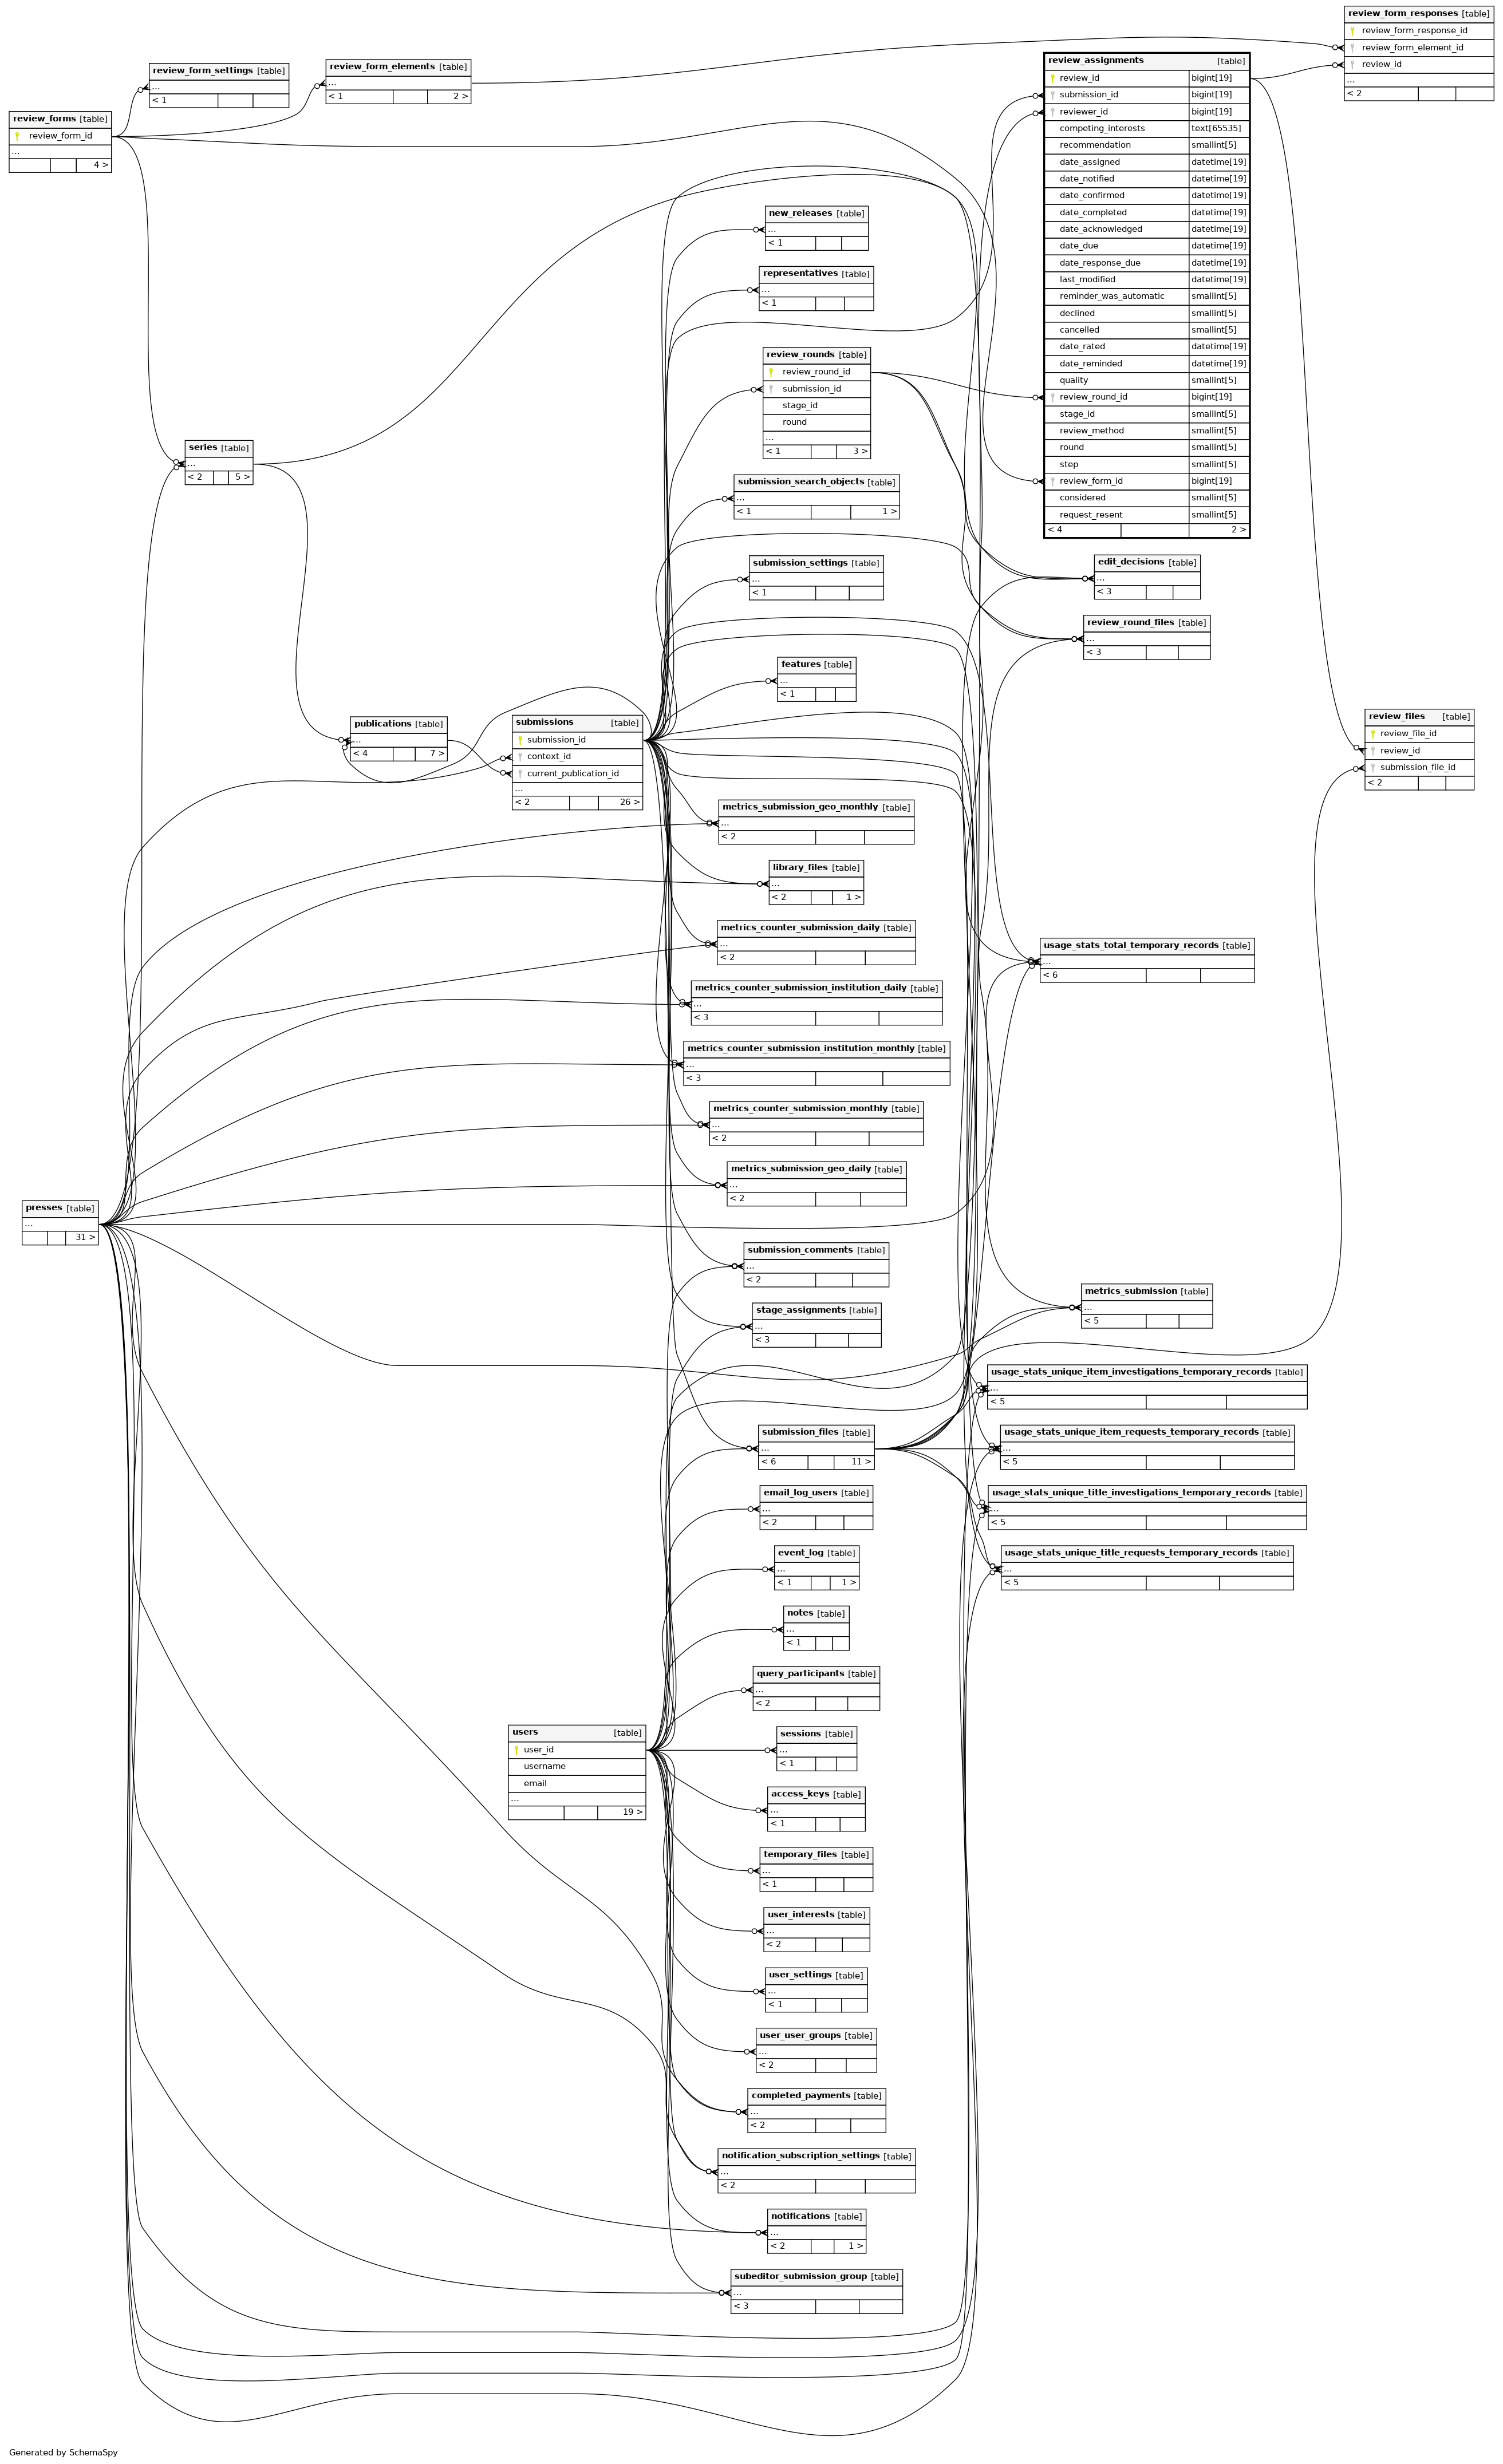 review_form_responses [table]
review_form_response_id
review_form_element_id
review_id
...
< 2
review_assignments [table]
review_id bigint[19]
submission_id bigint[19]
reviewer_id bigint[19]
competing_interests text[65535]
recommendation smallint[5]
date_assigned datetime[19]
date_notified datetime[19]
date_confirmed datetime[19]
date_completed datetime[19]
date_acknowledged datetime[19]
date_due datetime[19]
date_response_due datetime[19]
last_modified datetime[19]
reminder_was_automatic smallint[5]
declined smallint[5]
cancelled smallint[5]
date_rated datetime[19]
date_reminded datetime[19]
quality smallint[5]
review_round_id bigint[19]
stage_id smallint[5]
review_method smallint[5]
round smallint[5]
step smallint[5]
review_form_id bigint[19]
considered smallint[5]
request_resent smallint[5]
< 4 2 >
review_form_settings [table]
...
< 1
review_form_elements [table]
...
< 1 2 >
review_forms [table]
review_form_id
...
4 >
new_releases [table]
...
< 1
representatives [table]
...
< 1
review_rounds [table]
review_round_id
submission_id
stage_id
round
...
< 1 3 >
series [table]
...
< 2 5 >
submission_search_objects [table]
...
< 1 1 >
submission_settings [table]
...
< 1
edit_decisions [table]
...
< 3
review_round_files [table]
...
< 3
features [table]
...
< 1
publications [table]
...
< 4 7 >
submissions [table]
submission_id
context_id
current_publication_id
...
< 2 26 >
review_files [table]
review_file_id
review_id
submission_file_id
< 2
metrics_submission_geo_monthly [table]
...
< 2
library_files [table]
...
< 2 1 >
metrics_counter_submission_daily [table]
...
< 2
usage_stats_total_temporary_records [table]
...
< 6
metrics_counter_submission_institution_daily [table]
...
< 3
metrics_counter_submission_institution_monthly [table]
...
< 3
metrics_counter_submission_monthly [table]
...
< 2
metrics_submission_geo_daily [table]
...
< 2
presses [table]
...
31 >
submission_comments [table]
...
< 2
metrics_submission [table]
...
< 5
stage_assignments [table]
...
< 3
usage_stats_unique_item_investigations_temporary_records [table]
...
< 5
submission_files [table]
...
< 6 11 >
usage_stats_unique_item_requests_temporary_records [table]
...
< 5
email_log_users [table]
...
< 2
usage_stats_unique_title_investigations_temporary_records [table]
...
< 5
event_log [table]
...
< 1 1 >
usage_stats_unique_title_requests_temporary_records [table]
...
< 5
notes [table]
...
< 1
query_participants [table]
...
< 2
users [table]
user_id
username
email
...
19 >
sessions [table]
...
< 1
access_keys [table]
...
< 1
temporary_files [table]
...
< 1
user_interests [table]
...
< 2
user_settings [table]
...
< 1
user_user_groups [table]
...
< 2
completed_payments [table]
...
< 2
notification_subscription_settings [table]
...
< 2
notifications [table]
...
< 2 1 >
subeditor_submission_group [table]
...
< 3
Generated by SchemaSpy